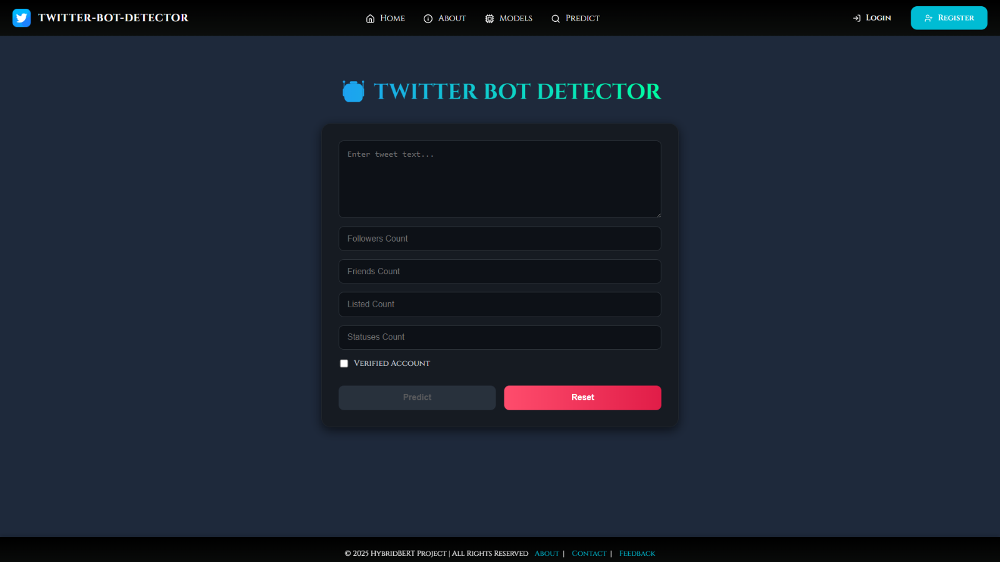 TWITTER-BOT-DETECTOR
HOME
ABOUT
MODELS
PREDICT
LOGIN
REGISTER
TWITTER BOT DETECTOR
Enter tweet text...
Followers Count
Friends Count
Listed Count
Statuses Count
VERIFIED ACCOUNT
Predict
Reset
© 2025 HYBRIDBERT PROJECT | ALL RIGHTS RESERVED ABOUT | CONTACT | FEEDBACK